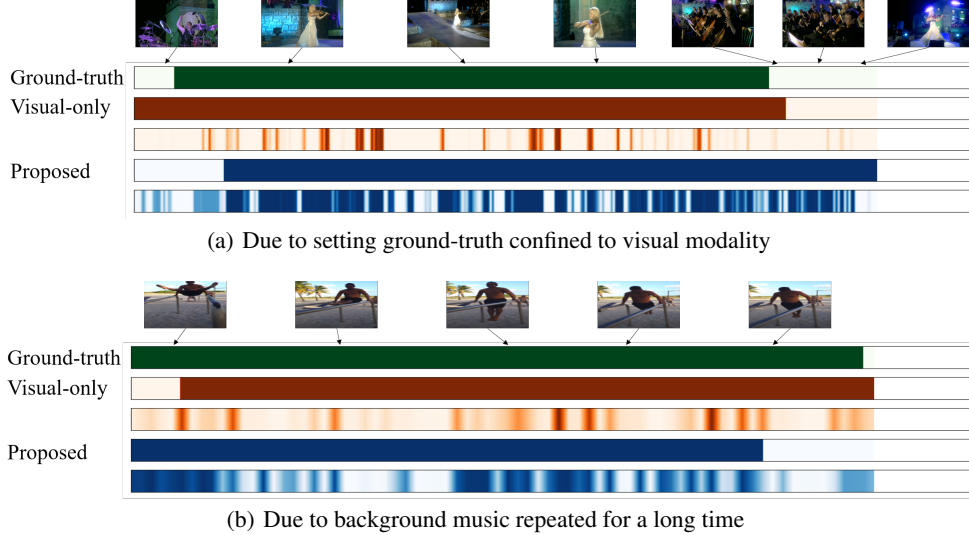 Ground-truth
Visual-only
Proposed
(a) Due to setting ground-truth confined to visual modality
Ground-truth
Visual-only
Proposed
(b) Due to background music repeated for a long time